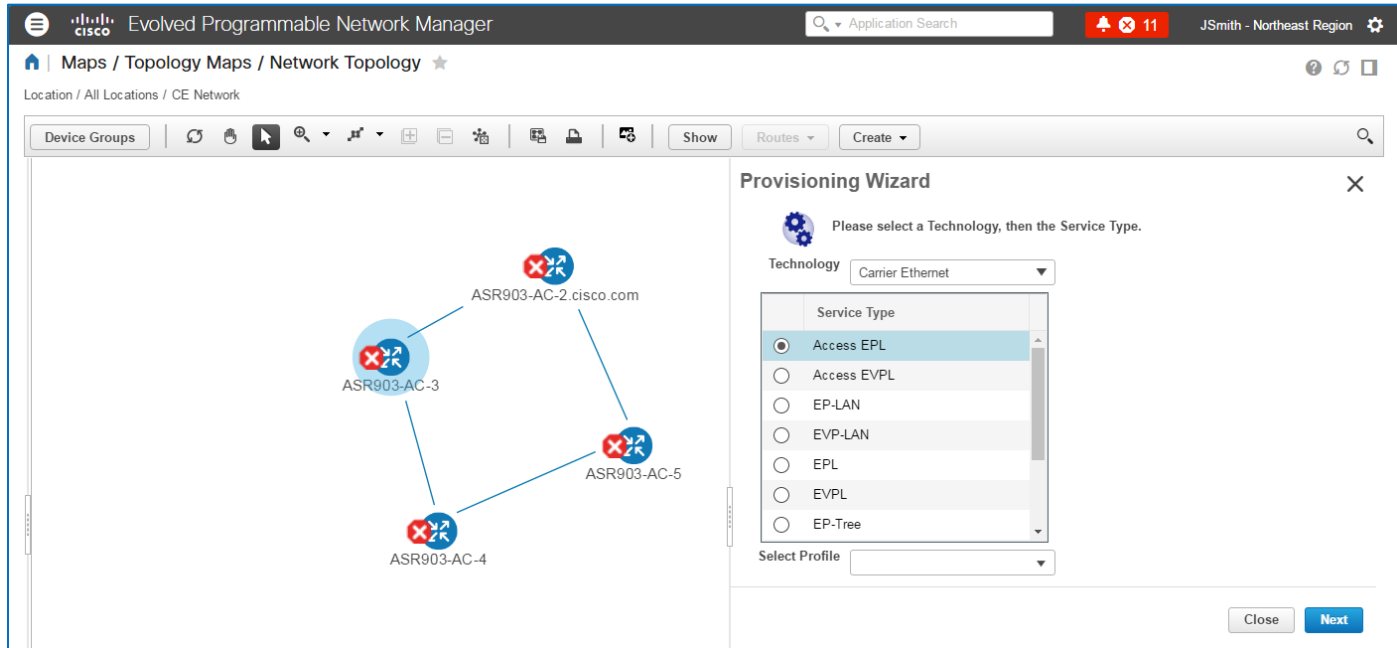 cisco Evolved Programmable Network Manager Application Search 11 JSmith - Northeast Region
Maps / Topology Maps / Network Topology
Location / All Locations / CE Network
Device Groups Show Routes Create
Provisioning Wizard
Please select a Technology, then the Service Type.
Technology Carrier Ethernet
Service Type
Access EPL
Access EVPL
EP-LAN
EVP-LAN
EPL
EVPL
EP-Tree
Select Profile
Close Next
ASR903-AC-2.cisco.com
ASR903-AC-3
ASR903-AC-5
ASR903-AC-4